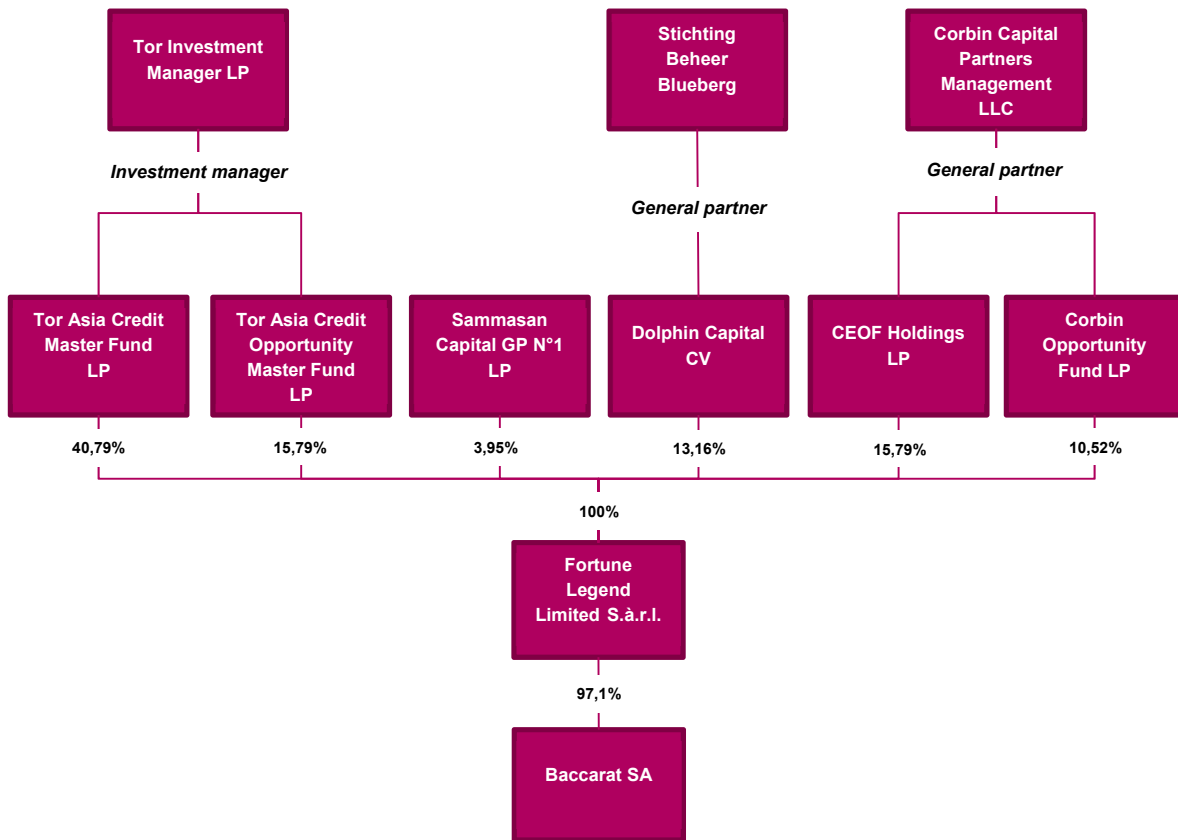 Tor Investment
Manager LP
Stichting
Beheer
Blueberg
Corbin Capital
Partners
Management
LLC
Investment manager
General partner
General partner
Tor Asia Credit
Master Fund
LP
Tor Asia Credit
Opportunity
Master Fund
LP
Sammasan
Capital GP N°1
LP
Dolphin Capital
CV
CEOF Holdings
LP
Corbin
Opportunity
Fund LP
40,79%
15,79%
3,95%
13,16%
15,79%
10,52%
100%
Fortune
Legend
Limited S.à.r.l.
97,1%
Baccarat SA